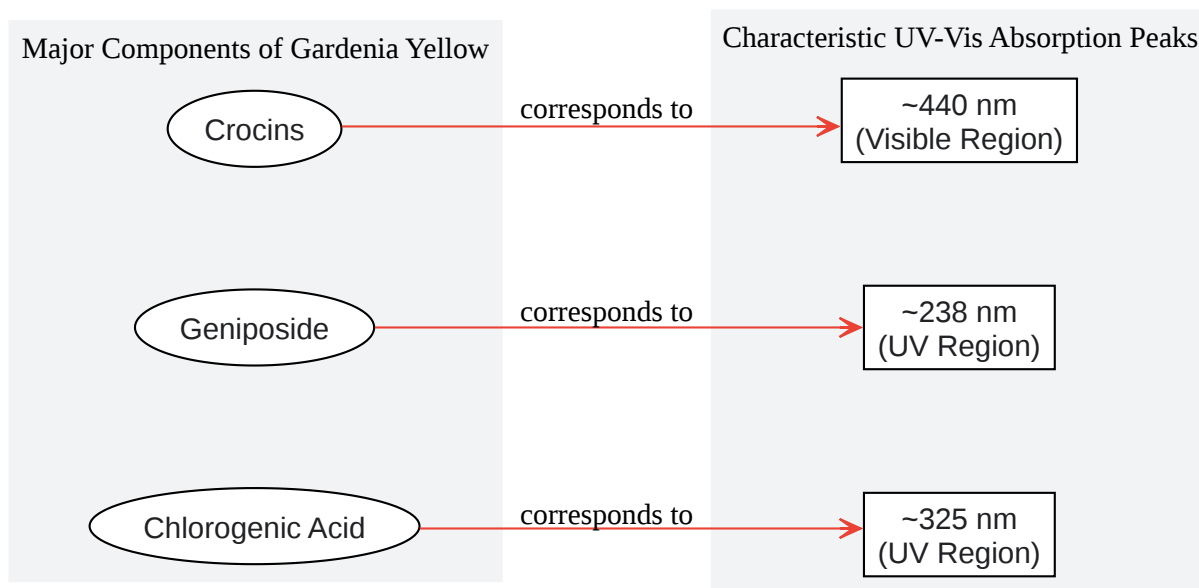 Major Components of Gardenia Yellow
Characteristic UV-Vis Absorption Peaks
Crocins
corresponds to
~440 nm
(Visible Region)
Geniposide
corresponds to
~238 nm
(UV Region)
Chlorogenic Acid
corresponds to
~325 nm
(UV Region)